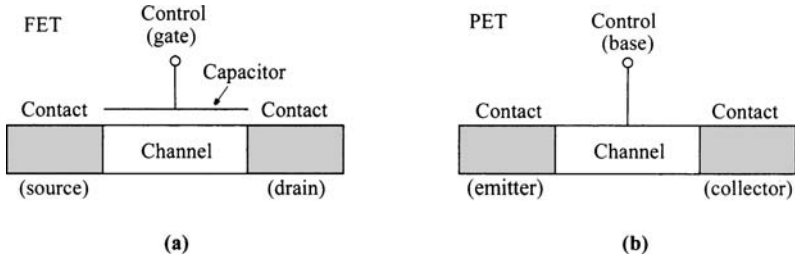 FET
Control
(gate)
Capacitor
Contact
Contact
Channel
(source)
(drain)
(a)
PET
Control
(base)
Contact
Contact
Channel
(emitter)
(collector)
(b)